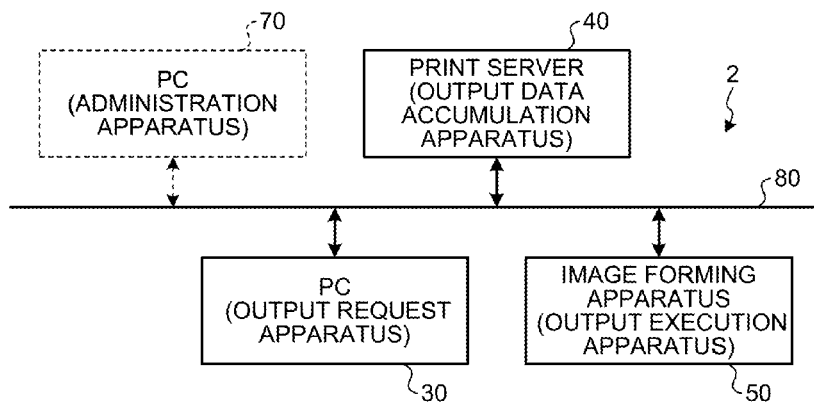 70
PC
(ADMINISTRATION
APPARATUS)
40
PRINT SERVER
(OUTPUT DATA
ACCUMULATION
APPARATUS)
2
80
PC
(OUTPUT REQUEST
APPARATUS)
30
IMAGE FORMING
APPARATUS
(OUTPUT EXECUTION
APPARATUS)
50